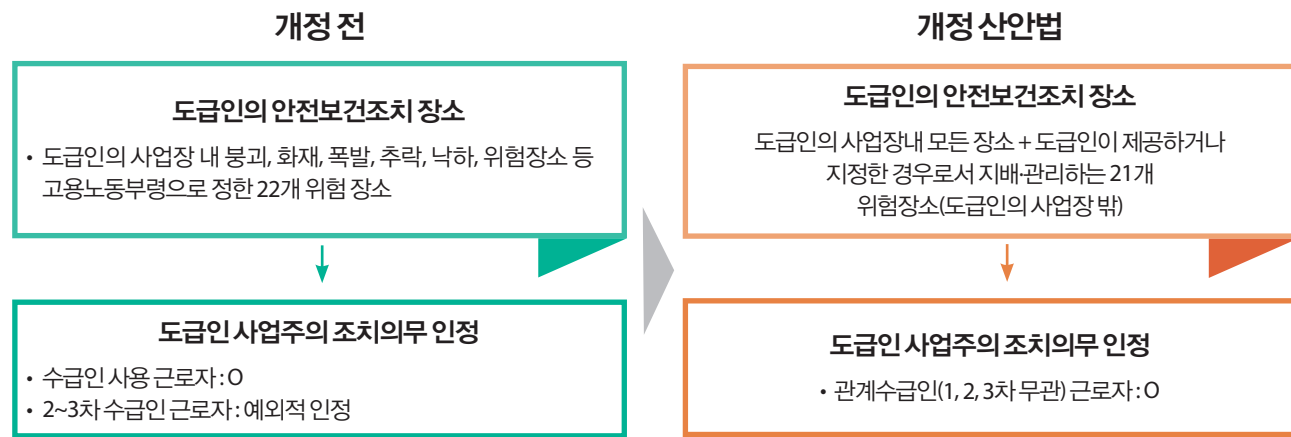 개정 전
도급인의 안전보건조치 장소
• 도급인의 사업장 내 붕괴, 화재, 폭발, 추락, 낙하, 위험장소 등
고용노동부령으로 정한 22개 위험 장소
도급인 사업주의 조치의무 인정
• 수급인 사용 근로자 : O
• 2~3차 수급인 근로자 : 예외적 인정
개정 산안법
도급인의 안전보건조치 장소
도급인의 사업장내 모든 장소 + 도급인이 제공하거나
지정한 경우로서 지배·관리하는 21개
위험장소(도급인의 사업장 밖)
도급인 사업주의 조치의무 인정
• 관계수급인(1, 2, 3차 무관) 근로자 : O